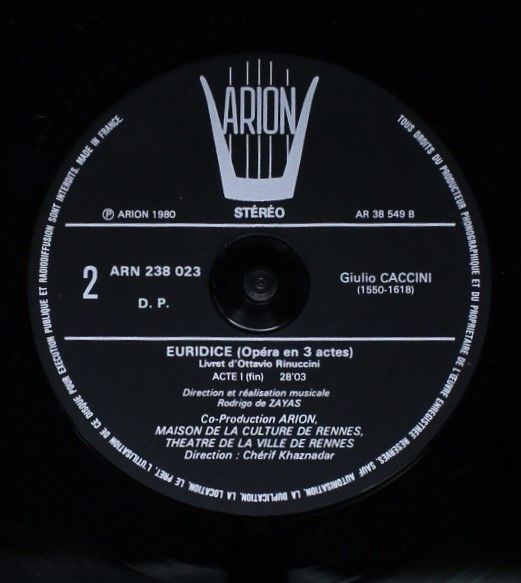 ARION
Ⓟ ARION 1980
STÉRÉO
AR 38 549 B
2
ARN 238 023
D. P.
Giulio CACCINI
(1550-1618)
EURIDICE (Opéra en 3 actes)
Livret d'Ottavio Rinuccini
ACTE I (fin) 28'03
Direction et réalisation musicale
Rodrigo de ZAYAS
Co-Production ARION,
MAISON DE LA CULTURE DE RENNES,
THEATRE DE LA VILLE DE RENNES
Direction : Chérif Khaznadar
TOUS DROITS DU PRODUCTEUR PHONOGRAPHIQUE ET DU PROPRIETAIRE DE L'ŒUVRE ENREGISTREE RESERVES. SAUF AUTORISATION, LA DUPLICATION, LA LOCATION, LE PRET, L'UTILISATION DE CE DISQUE POUR EXECUTION PUBLIQUE ET RADIODIFFUSION SONT INTERDITS. MADE IN FRANCE